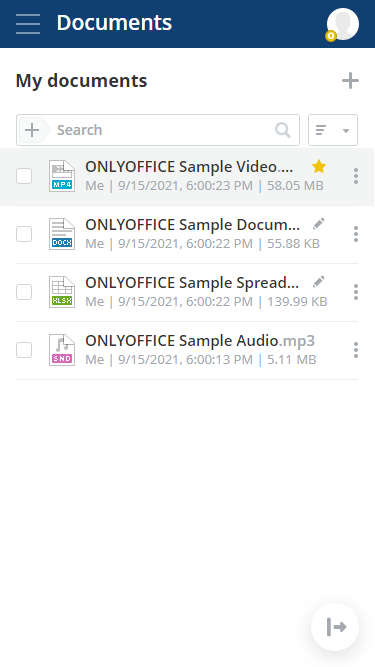 Documents
My documents
Search
ONLYOFFICE Sample Video....
MP4
Me | 9/15/2021, 6:00:23 PM | 58.05 MB
ONLYOFFICE Sample Docum...
DOCX
Me | 9/15/2021, 6:00:22 PM | 55.88 KB
ONLYOFFICE Sample Spread...
XLSX
Me | 9/15/2021, 6:00:22 PM | 139.99 KB
ONLYOFFICE Sample Audio.mp3
SND
Me | 9/15/2021, 6:00:13 PM | 5.11 MB